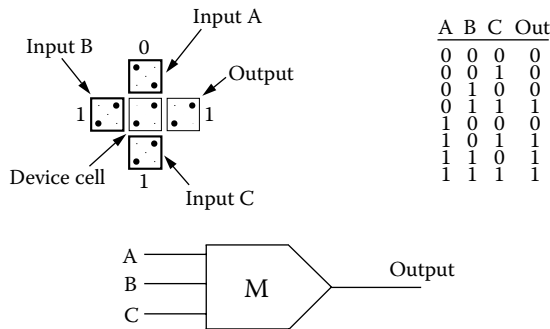 Input A
Input B
0
Output
1
1
Device cell
1
Input C
A B C Out
0 0 0 0
0 0 1 0
0 1 0 0
0 1 1 1
1 0 0 0
1 0 1 1
1 1 0 1
1 1 1 1
A
B
C
M
Output